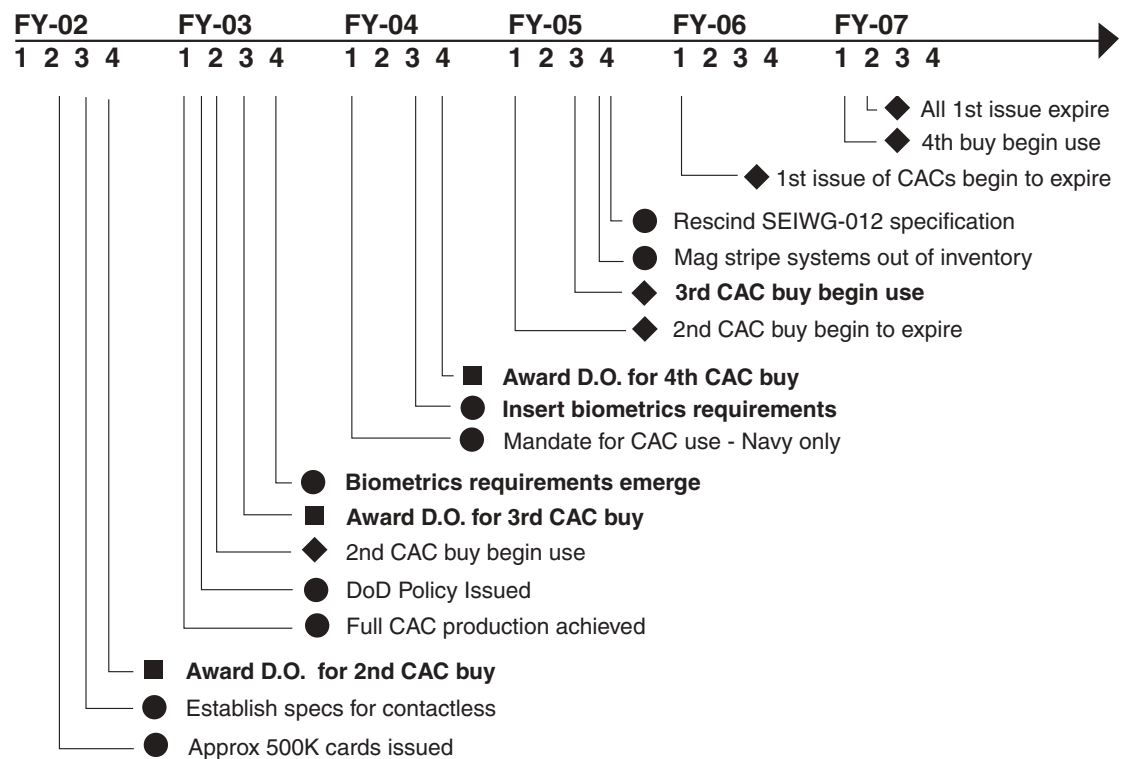 FY-02 FY-03 FY-04 FY-05 FY-06 FY-07
1 2 3 4 1 2 3 4 1 2 3 4 1 2 3 4 1 2 3 4 1 2 3 4
All 1st issue expire
4th buy begin use
1st issue of CACs begin to expire
Rescind SEIWG-012 specification
Mag stripe systems out of inventory
3rd CAC buy begin use
2nd CAC buy begin to expire
Award D.O. for 4th CAC buy
Insert biometrics requirements
Mandate for CAC use - Navy only
Biometrics requirements emerge
Award D.O. for 3rd CAC buy
2nd CAC buy begin use
DoD Policy Issued
Full CAC production achieved
Award D.O. for 2nd CAC buy
Establish specs for contactless
Approx 500K cards issued